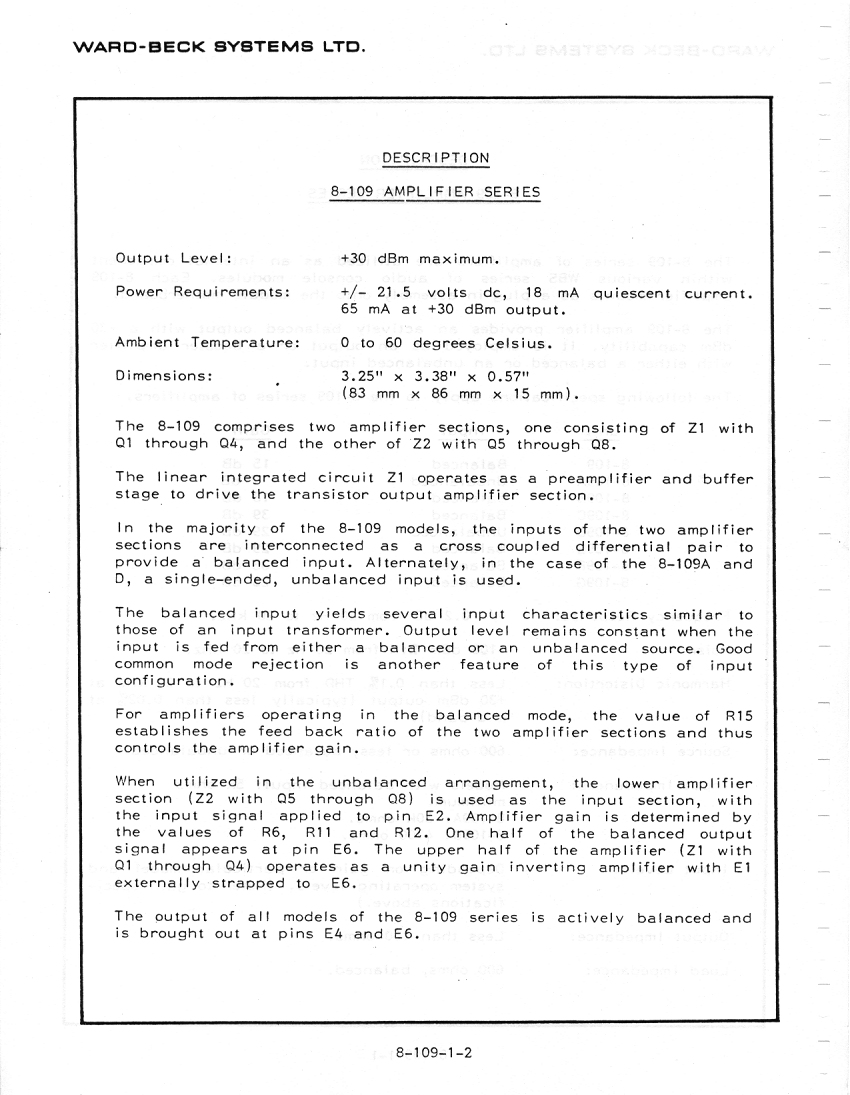 WARD-BECK SYSTEMS LTD.
DESCRIPTION
8-109 AMPLIFIER SERIES
Output Level: +30 dBm maximum.
Power Requirements: +/- 21.5 volts dc, 18 mA quiescent current.
65 mA at +30 dBm output.
Ambient Temperature: 0 to 60 degrees Celsius.
Dimensions: 3.25" x 3.38" x 0.57"
(83 mm x 86 mm x 15 mm).
The 8-109 comprises two amplifier sections, one consisting of Z1 with
Q1 through Q4, and the other of Z2 with Q5 through Q8.
The linear integrated circuit Z1 operates as a preamplifier and buffer
stage to drive the transistor output amplifier section.
In the majority of the 8-109 models, the inputs of the two amplifier
sections are interconnected as a cross coupled differential pair to
provide a balanced input. Alternately, in the case of the 8-109A and
D, a single-ended, unbalanced input is used.
The balanced input yields several input characteristics similar to
those of an input transformer. Output level remains constant when the
input is fed from either a balanced or an unbalanced source. Good
common mode rejection is another feature of this type of input
configuration.
For amplifiers operating in the balanced mode, the value of R15
establishes the feed back ratio of the two amplifier sections and thus
controls the amplifier gain.
When utilized in the unbalanced arrangement, the lower amplifier
section (Z2 with Q5 through Q8) is used as the input section, with
the input signal applied to pin E2. Amplifier gain is determined by
the values of R6, R11 and R12. One half of the balanced output
signal appears at pin E6. The upper half of the amplifier (Z1 with
Q1 through Q4) operates as a unity gain inverting amplifier with E1
externally strapped to E6.
The output of all models of the 8-109 series is actively balanced and
is brought out at pins E4 and E6.
8-109-1-2